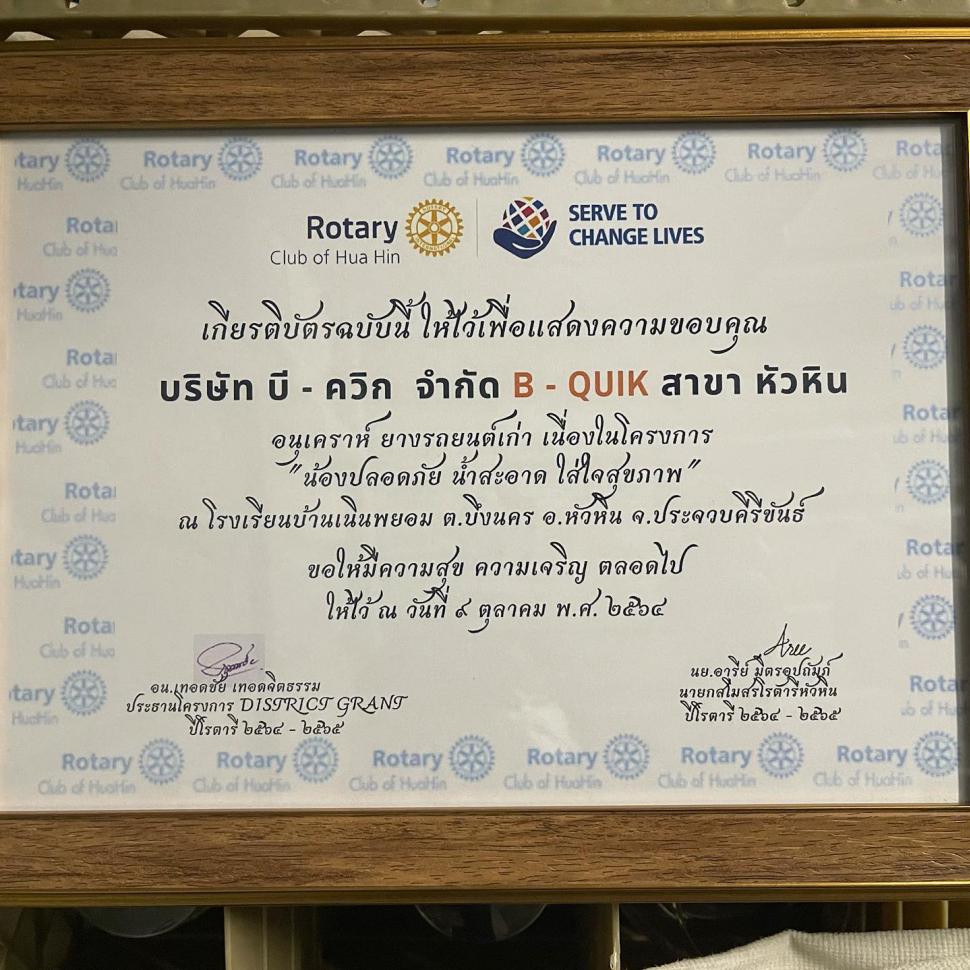 Rotary
Club of Hua Hin
SERVE TO
CHANGE LIVES
เกียรติบัตรฉบับนี้ ให้ไว้เพื่อแสดงความขอบคุณ
บริษัท บี - ควิก จำกัด B - QUIK สาขา หัวหิน
อนุเคราะห์ ยางรถยนต์เก่า เนื่องในโครงการ
"น้องปลอดภัย น้ำสะอาด ใส่ใจสุขภาพ"
ณ โรงเรียนบ้านเนินพยอม ต.บึงนคร อ.หัวหิน จ.ประจวบคีรีขันธ์
ขอให้มีความสุข ความเจริญ ตลอดไป
ให้ไว้ ณ วันที่ ๙ ตุลาคม พ.ศ. ๒๕๖๔
อน.เทอดชัย เทอดจิตธรรม
ประธานโครงการ DISTRICT GRANT
ปีโรตารี ๒๕๖๔ - ๒๕๖๕
Aree
นย.อารีย์ มิตรอุปถัมภ์
นายกสโมสรโรตารีหัวหิน
ปีโรตารี ๒๕๖๔ - ๒๕๖๕